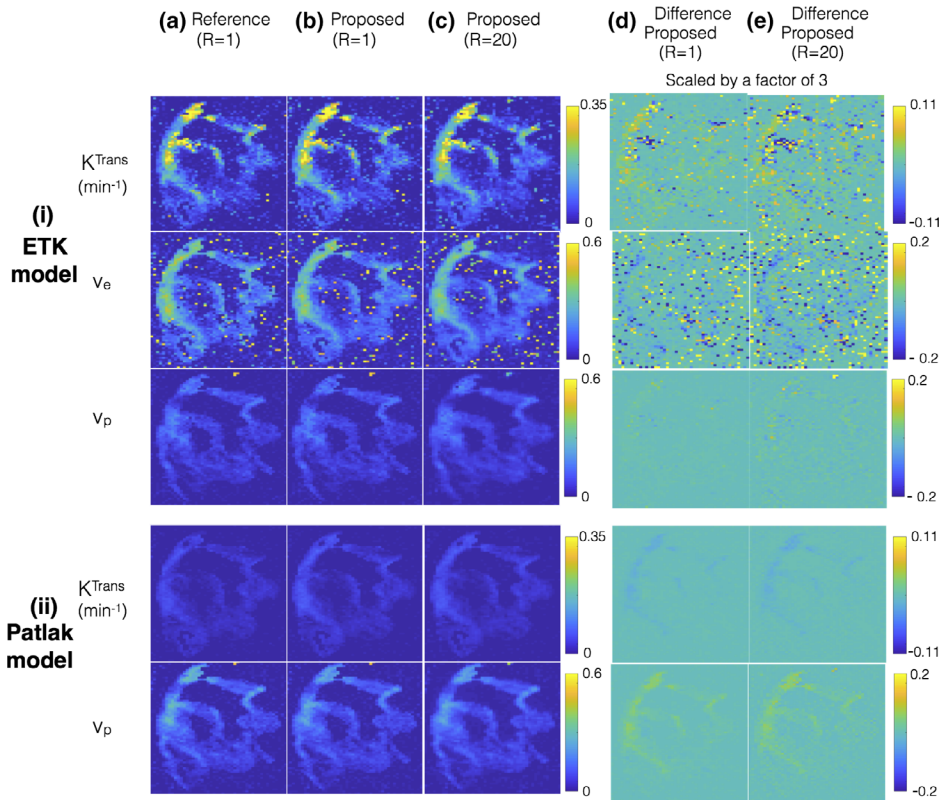 (a) Reference (R=1)
(b) Proposed (R=1)
(c) Proposed (R=20)
(d) Difference Proposed (R=1)
(e) Difference Proposed (R=20)
Scaled by a factor of 3
(i)
ETK
model
K^Trans
(min-1)
0.35
0
0.11
-0.11
ve
0.6
0
0.2
- 0.2
vp
0.6
0
0.2
- 0.2
(ii)
Patlak
model
K^Trans
(min-1)
0.35
0
0.11
-0.11
vp
0.6
0
0.2
-0.2